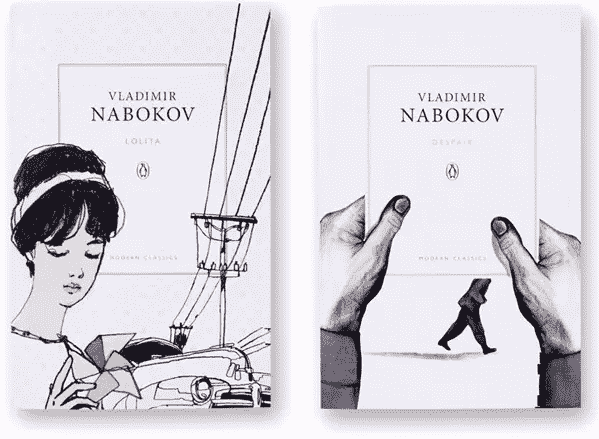 VLADIMIR
NABOKOV
LOLITA
MODERN CLASSICS
VLADIMIR
NABOKOV
DESPAIR
MODERN CLASSICS